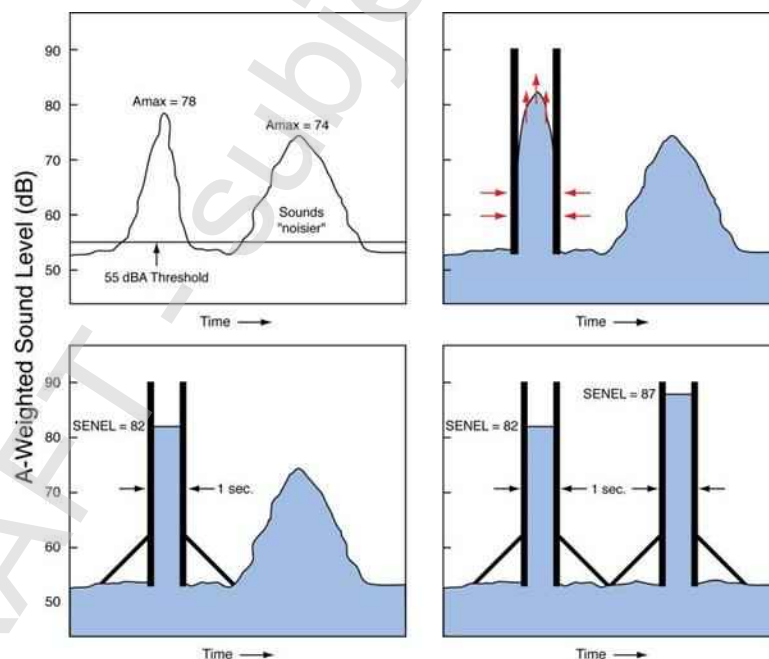 A-Weighted Sound Level (dB)
90
80
70
60
50
Amax = 78
Amax = 74
Sounds
"noisier"
55 dBA Threshold
Time
Time
90
80
70
60
50
SENEL = 82
1 sec.
Time
SENEL = 82
SENEL = 87
1 sec.
Time